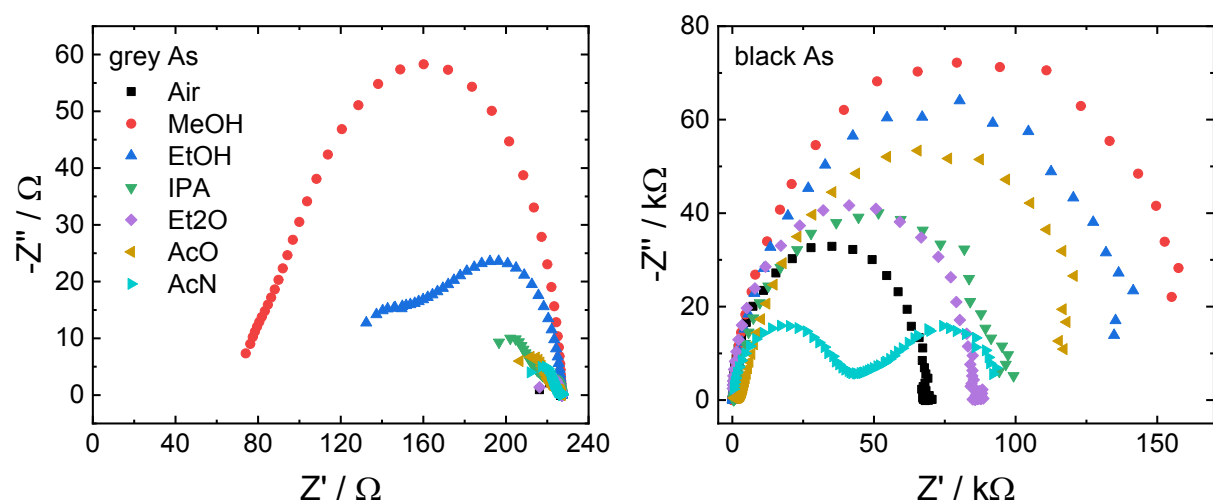 grey As
Air
MeOH
EtOH
IPA
Et2O
AcO
AcN
60
50
40
30
20
10
0
-Z" / Ω
0 40 80 120 160 200 240
Z' / Ω
black As
80
60
40
20
0
-Z" / kΩ
0 50 100 150
Z' / kΩ